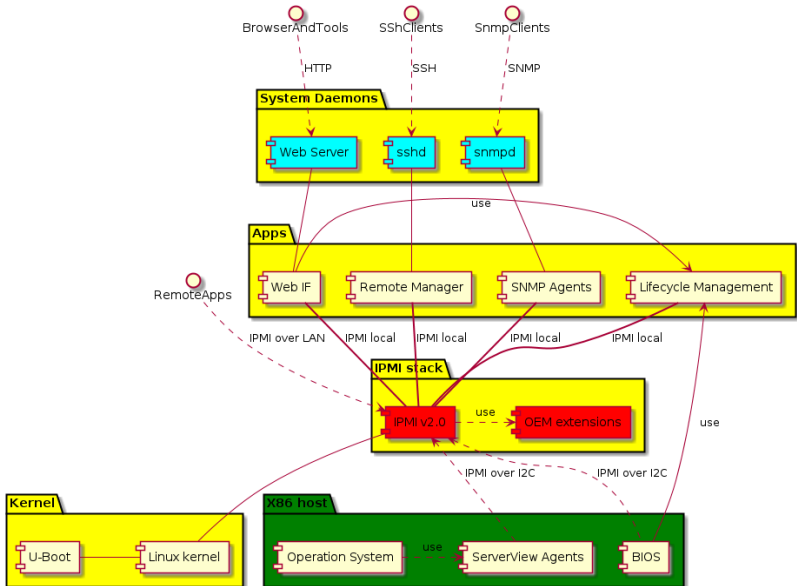 BrowserAndTools
SShClients
SnmpClients
HTTP
SSH
SNMP
System Daemons
Web Server
sshd
snmpd
use
Apps
Web IF
Remote Manager
SNMP Agents
Lifecycle Management
RemoteApps
IPMI over LAN
IPMI local
IPMI local
IPMI local
IPMI local
IPMI stack
IPMI v2.0
use
OEM extensions
use
IPMI over I2C
IPMI over I2C
Kernel
X86 host
U-Boot
Linux kernel
Operation System
use
ServerView Agents
BIOS